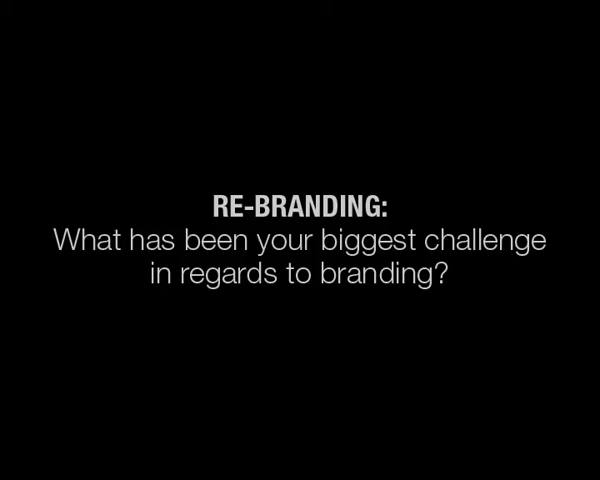 RE-BRANDING:
What has been your biggest challenge
in regards to branding?